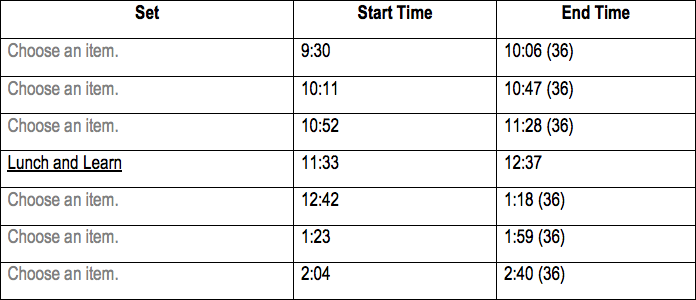 Set Start Time End Time
Choose an item. 9:30 10:06 (36)
Choose an item. 10:11 10:47 (36)
Choose an item. 10:52 11:28 (36)
Lunch and Learn 11:33 12:37
Choose an item. 12:42 1:18 (36)
Choose an item. 1:23 1:59 (36)
Choose an item. 2:04 2:40 (36)